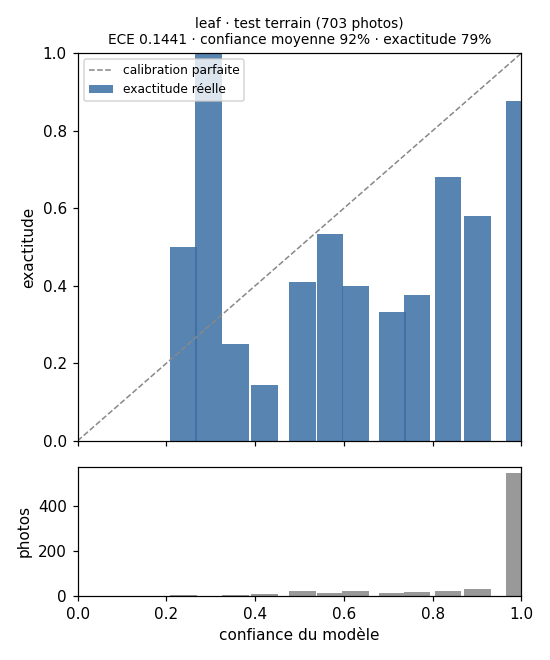 leaf · test terrain (703 photos)
ECE 0.1441 · confiance moyenne 92% · exactitude 79%
calibration parfaite
exactitude réelle
1.0
0.8
0.6
0.4
0.2
0.0
exactitude
400
200
0
photos
0.0 0.2 0.4 0.6 0.8 1.0
confiance du modèle